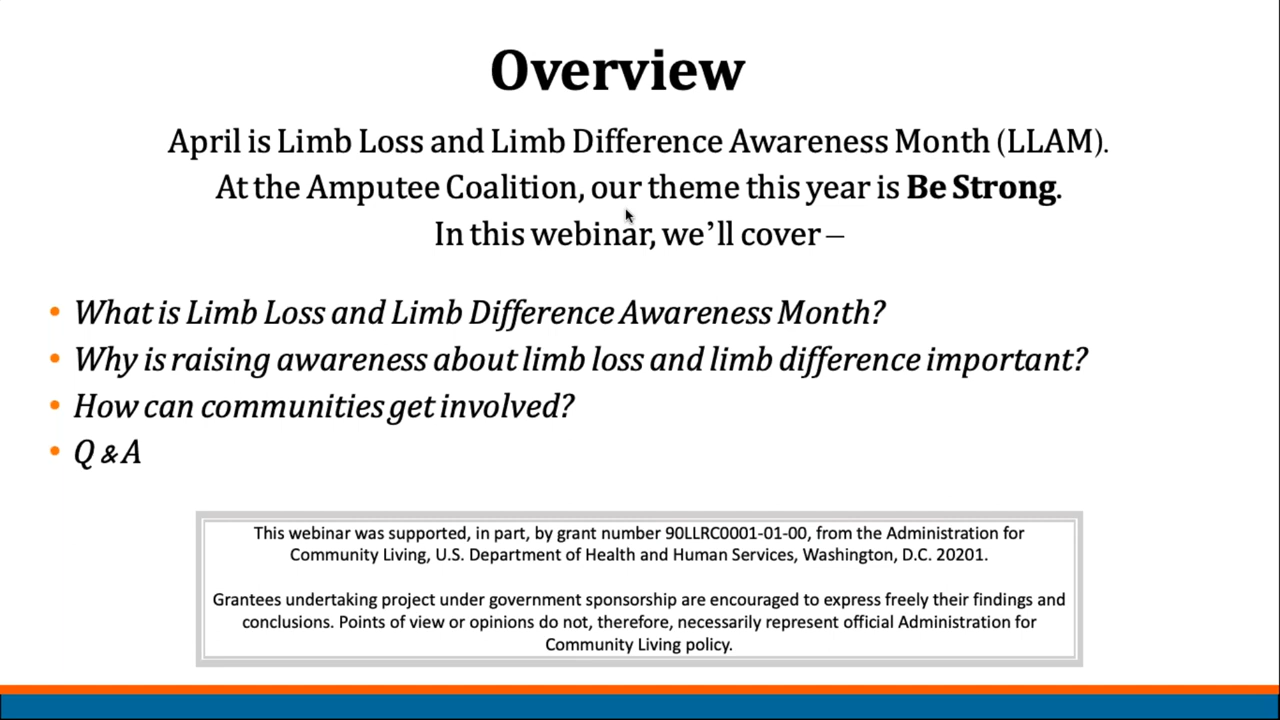 Overview
April is Limb Loss and Limb Difference Awareness Month (LLAM).
At the Amputee Coalition, our theme this year is Be Strong.
In this webinar, we’ll cover –
• What is Limb Loss and Limb Difference Awareness Month?
• Why is raising awareness about limb loss and limb difference important?
• How can communities get involved?
• Q & A
This webinar was supported, in part, by grant number 90LLRC0001-01-00, from the Administration for
Community Living, U.S. Department of Health and Human Services, Washington, D.C. 20201.
Grantees undertaking project under government sponsorship are encouraged to express freely their findings and
conclusions. Points of view or opinions do not, therefore, necessarily represent official Administration for
Community Living policy.